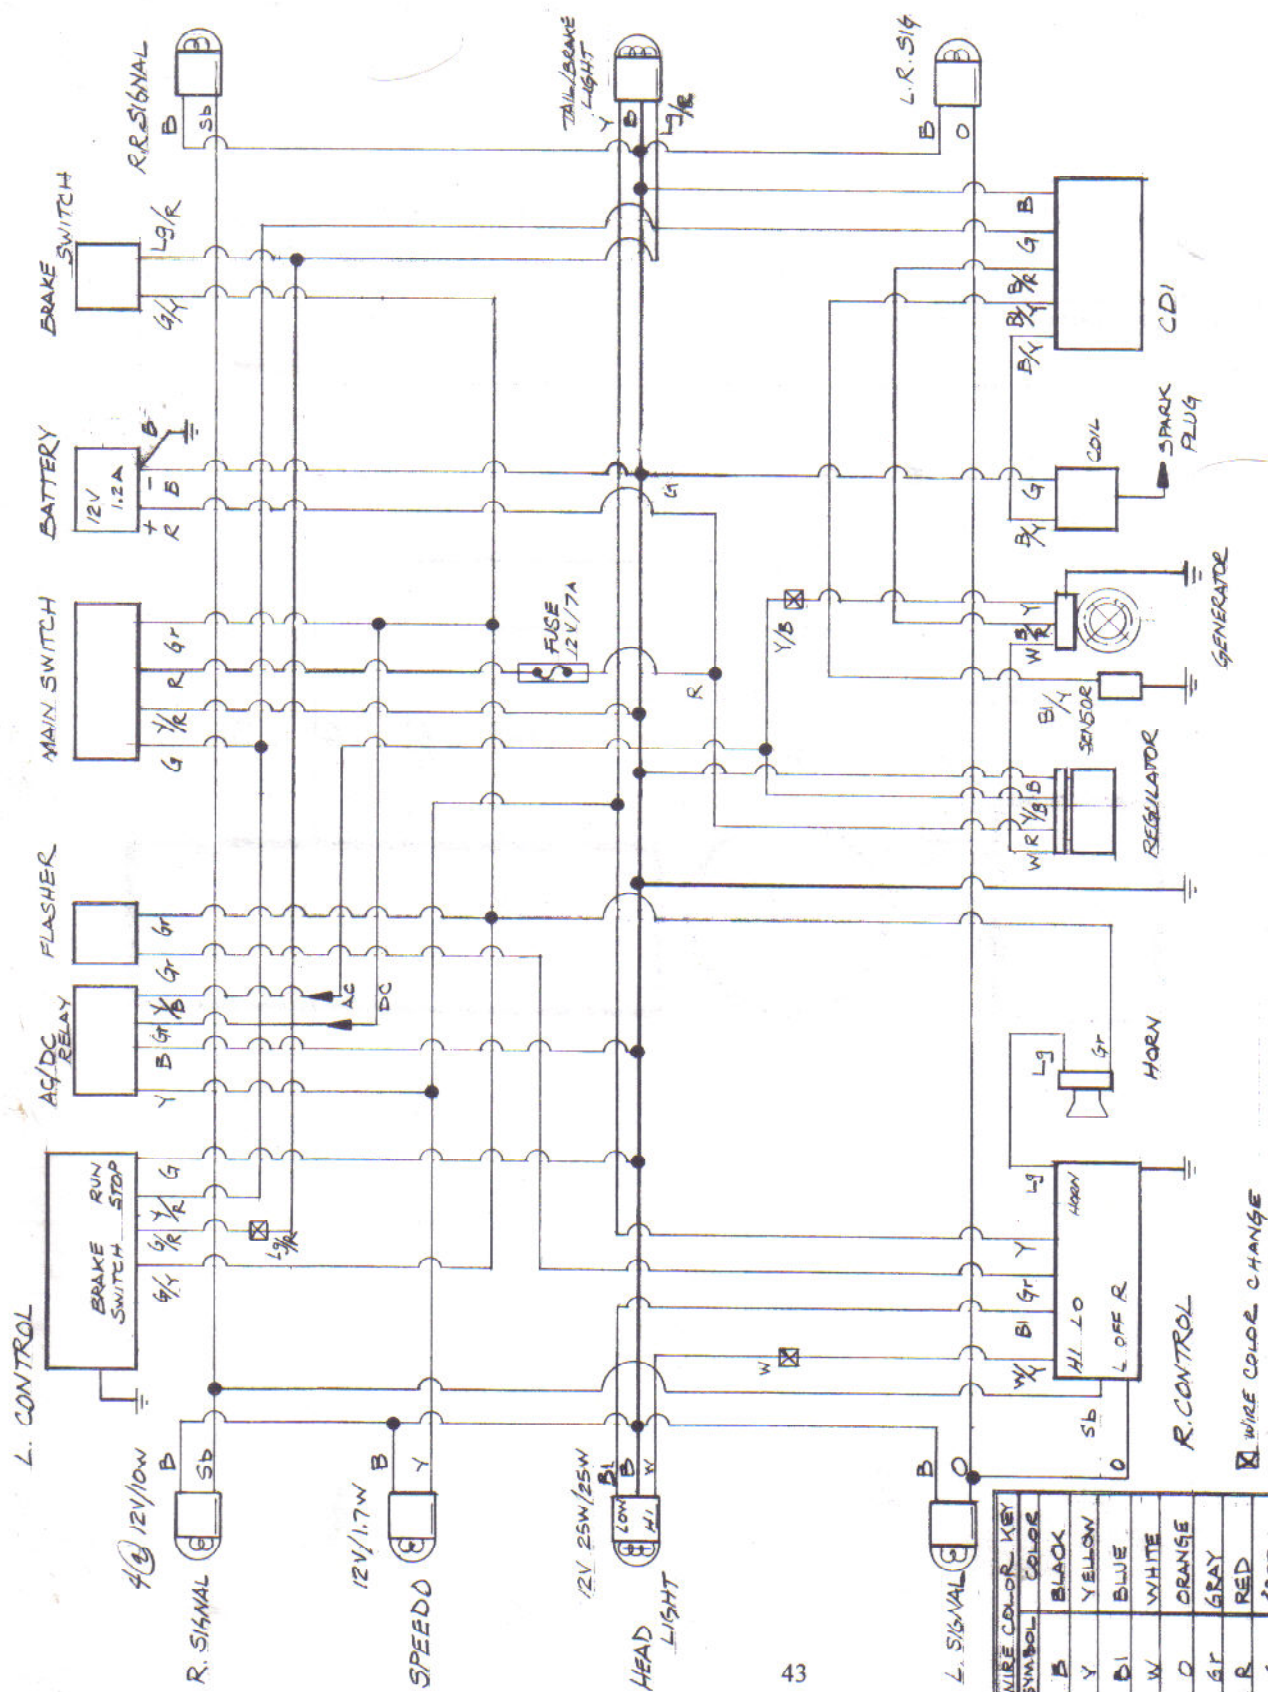 R.R. SIGNAL
B
Sb
TAIL/BRAKE
LIGHT
Y
B
Lg/R
L.R. SIG
B
O
BRAKE
SWITCH
Lg/R
G/Y
BATTERY
12V
1.2A
+
-
R
B
B
MAIN SWITCH
Gr
R
Y/R
G
FUSE
12V/7A
R
G
FLASHER
Gr
Gr
AC/DC
RELAY
Y/B
Gr
B
Y
AC
DC
L. CONTROL
BRAKE
SWITCH
RUN
STOP
G
Y/R
G/R
G/Y
Lg/R
CDI
B
G
B/R
Bl/Y
B/Y
COIL
G
B/Y
SPARK
PLUG
GENERATOR
Y
B/R
W
Y/B
Bl/Y
SENSOR
REGULATOR
B
Y/B
R
W
HORN
Lg
Gr
R. CONTROL
HORN
HI LO
L OFF R
Lg
Y
Gr
Bl
W/Y
Sb
O
W
4@ 12V/10W
R. SIGNAL
B
Sb
12V/1.7W
SPEEDO
B
Y
12V 25W/25W
HEAD
LIGHT
LOW
HI
Bl
B
W
L. SIGNAL
B
O
WIRE COLOR CHANGE
WIRE COLOR KEY
SYMBOL COLOR
B BLACK
Y YELLOW
Bl BLUE
W WHITE
O ORANGE
Gr GRAY
R RED
43